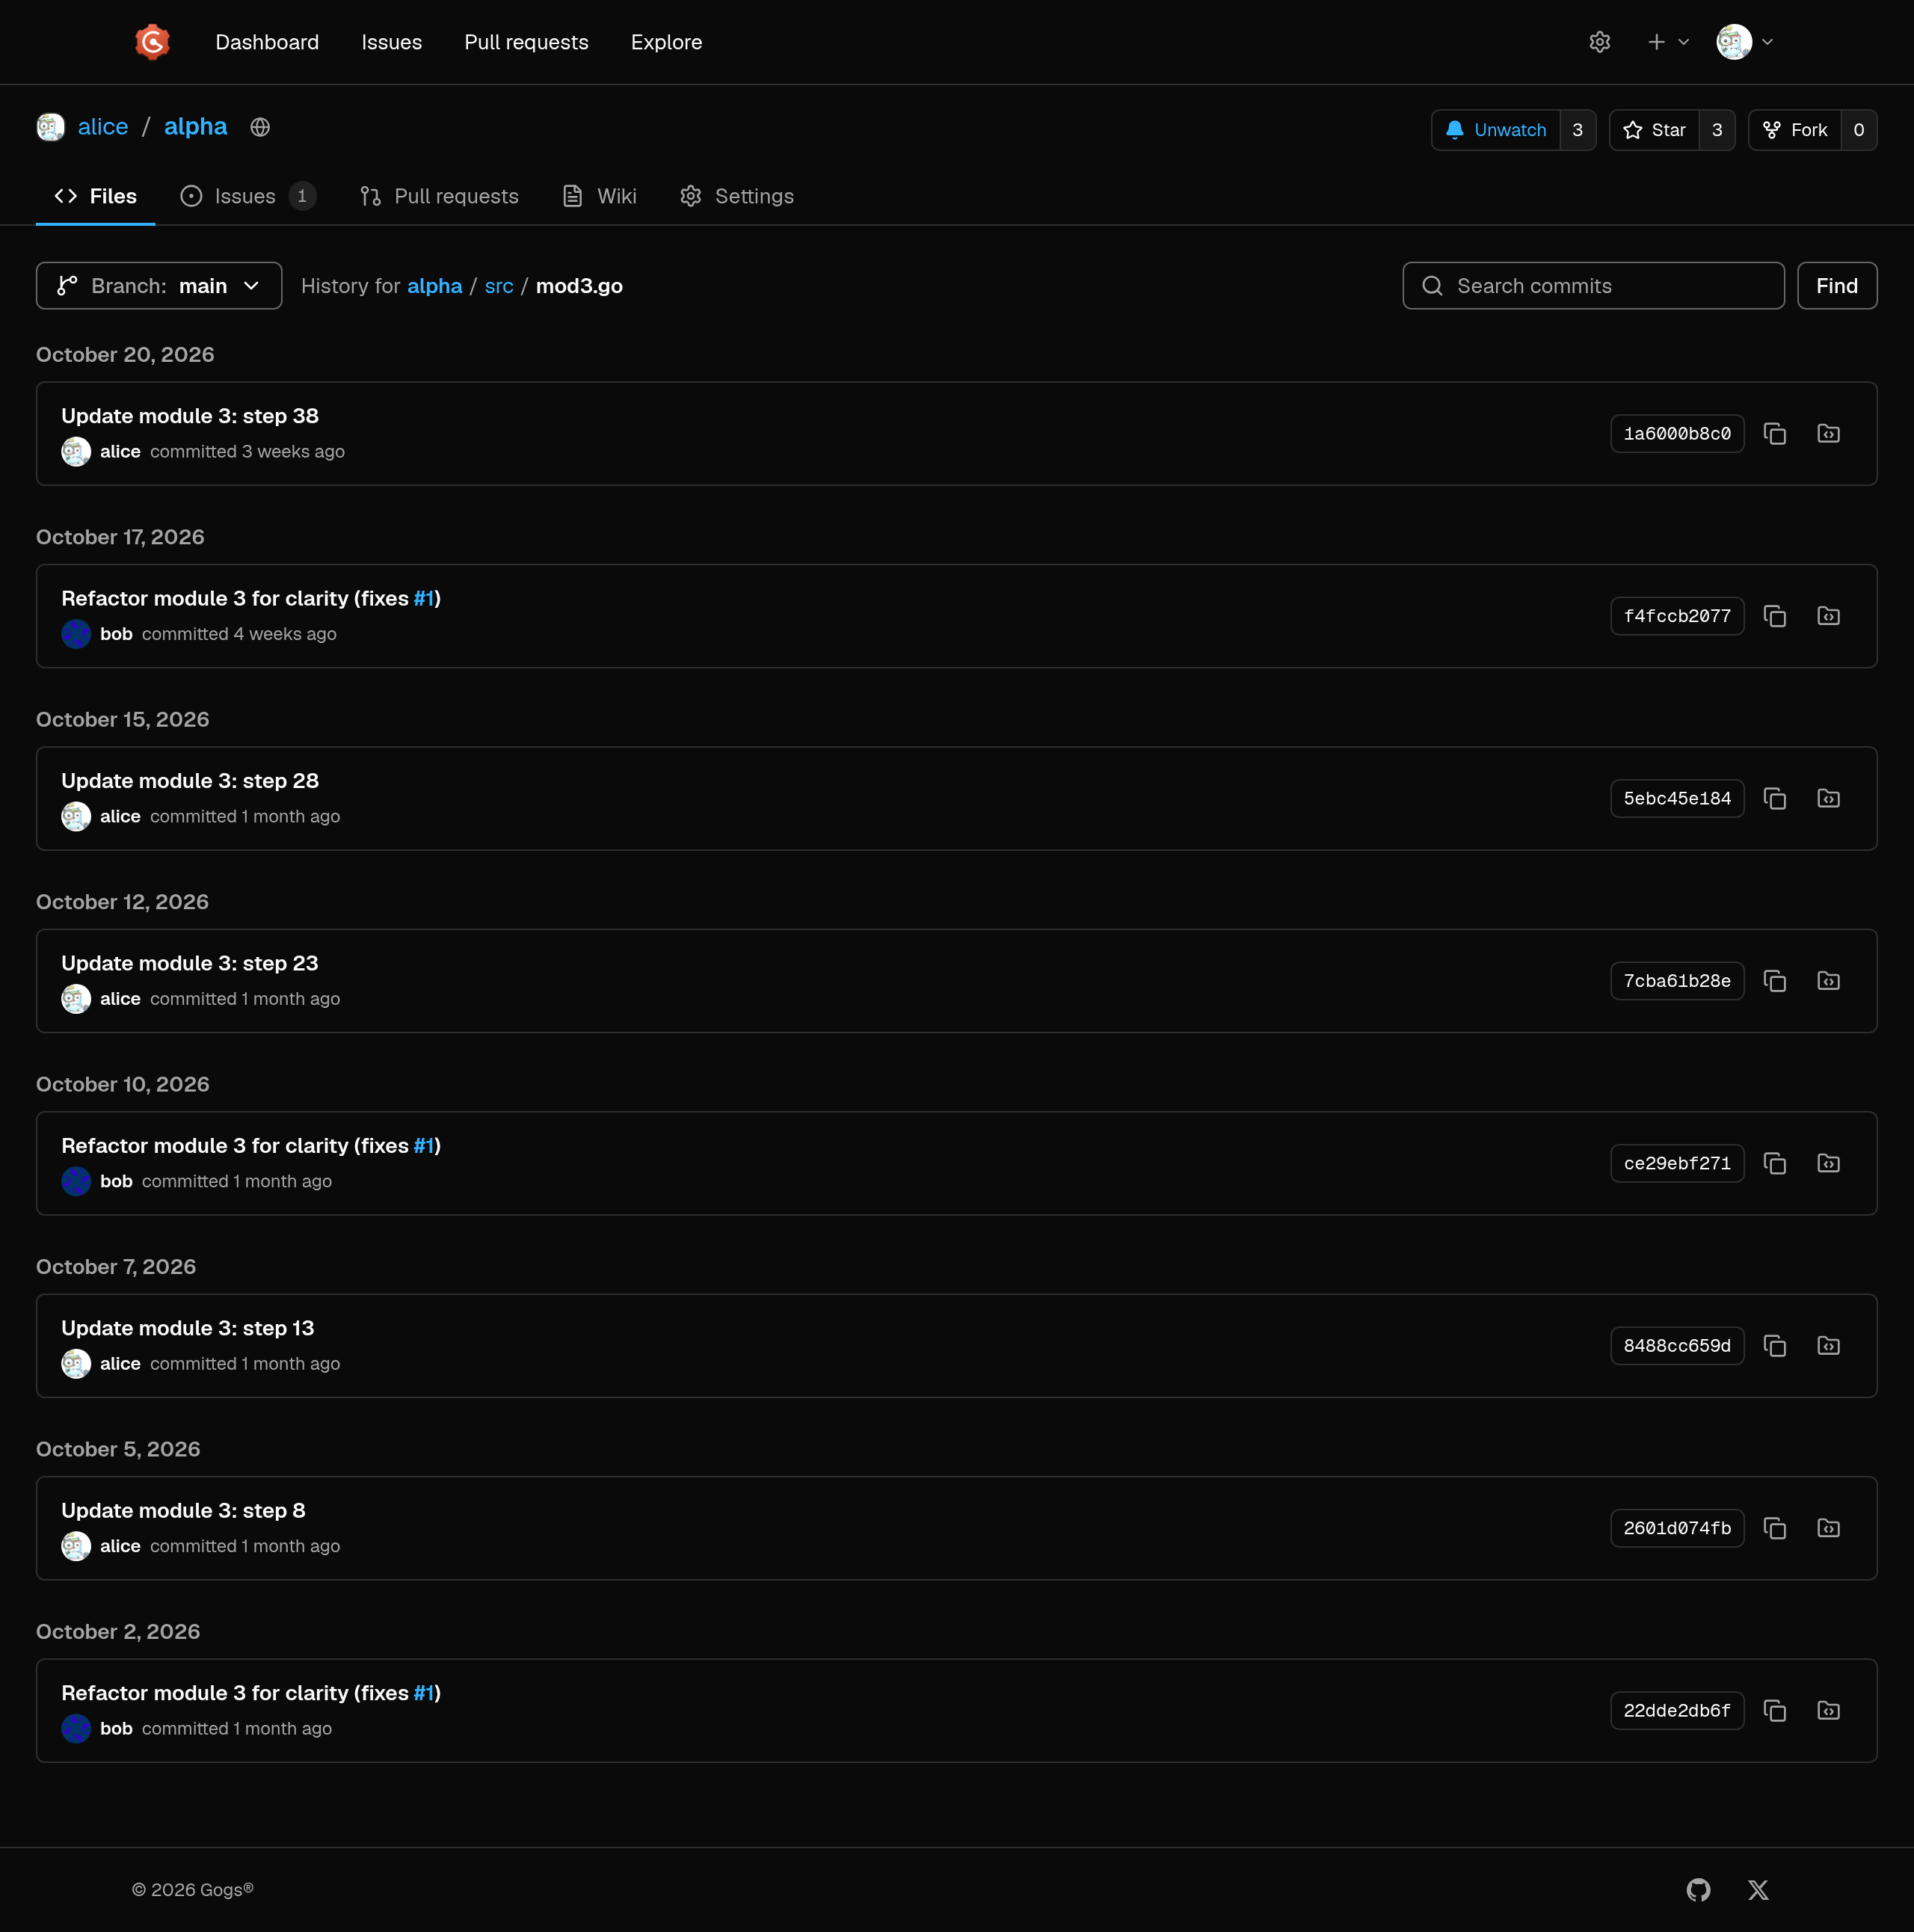 Dashboard Issues Pull requests Explore
alice / alpha
Unwatch 3 Star 3 Fork 0
Files Issues 1 Pull requests Wiki Settings
Branch: main History for alpha / src / mod3.go Search commits Find
October 20, 2026
Update module 3: step 38
alice committed 3 weeks ago
1a6000b8c0
October 17, 2026
Refactor module 3 for clarity (fixes #1)
bob committed 4 weeks ago
f4fccb2077
October 15, 2026
Update module 3: step 28
alice committed 1 month ago
5ebc45e184
October 12, 2026
Update module 3: step 23
alice committed 1 month ago
7cba61b28e
October 10, 2026
Refactor module 3 for clarity (fixes #1)
bob committed 1 month ago
ce29ebf271
October 7, 2026
Update module 3: step 13
alice committed 1 month ago
8488cc659d
October 5, 2026
Update module 3: step 8
alice committed 1 month ago
2601d074fb
October 2, 2026
Refactor module 3 for clarity (fixes #1)
bob committed 1 month ago
22dde2db6f
© 2026 Gogs®